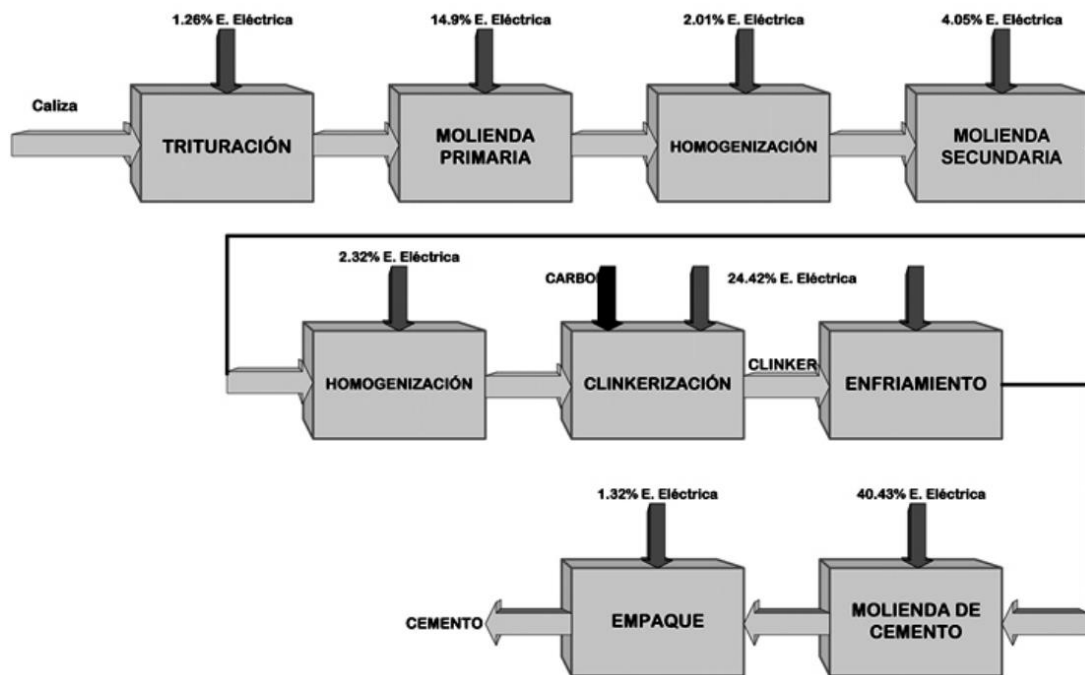 1.26% E. Eléctrica
14.9% E. Eléctrica
2.01% E. Eléctrica
4.05% E. Eléctrica
Caliza
TRITURACIÓN
MOLIENDA
PRIMARIA
HOMOGENIZACIÓN
MOLIENDA
SECUNDARIA
2.32% E. Eléctrica
CARBO
24.42% E. Eléctrica
HOMOGENIZACIÓN
CLINKERIZACIÓN
CLINKER
ENFRIAMIENTO
1.32% E. Eléctrica
40.43% E. Eléctrica
CEMENTO
EMPAQUE
MOLIENDA DE
CEMENTO